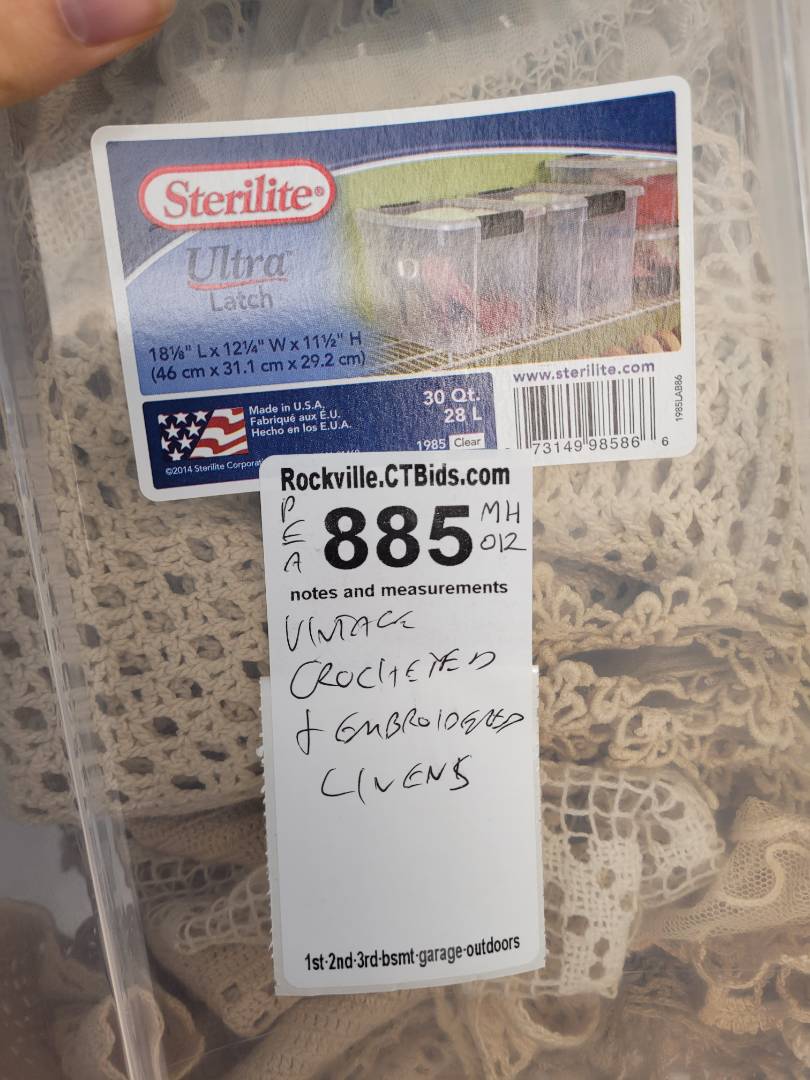 Sterilite®
Ultra™
Latch
18⅛" L x 12¼" W x 11½" H
(46 cm x 31.1 cm x 29.2 cm)
Made in U.S.A.
Fabriqué aux É.U.
Hecho en los E.U.A.
30 Qt.
28 L
1985 Clear
©2014 Sterilite
www.sterilite.com
73149 98586 6
1985LAB86
Rockville.CTBids.com
PEA
885
MH
012
notes and measurements
VINTAGE
CROCHETED
+ EMBROIDERED
LINENS
1st-2nd-3rd-bsmt-garage-outdoors